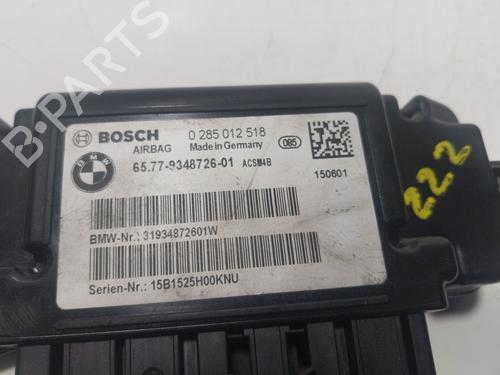 B-PARTS
BOSCH 0 285 012 518
AIRBAG Made in Germany 085
BMW 65.77-9348726-01 ACSM4B
150601
BMW-Nr.: 31934872601W
Serien-Nr.: 15B1525H00KNU
222